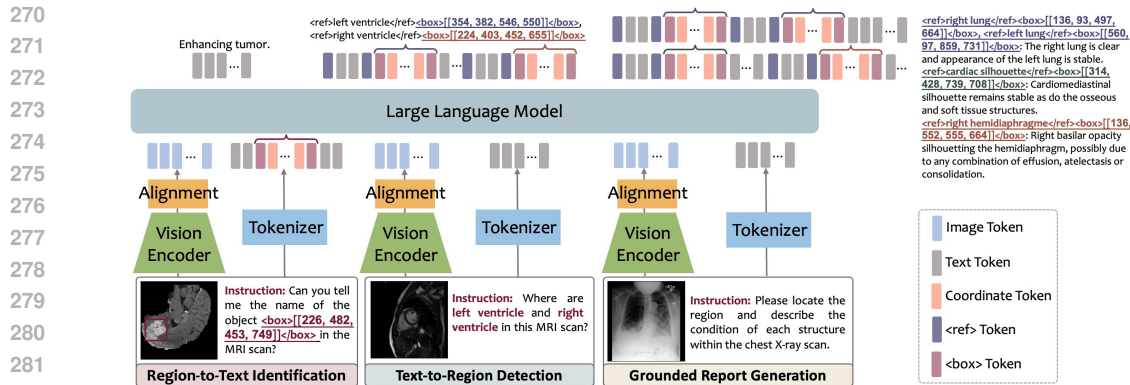 270
271
272
273
274
275
276
277
278
279
280
281
Enhancing tumor.
<ref>left ventricle</ref><box>[[354, 382, 546, 550]]</box>,
<ref>right ventricle</ref><box>[[224, 403, 452, 655]]</box>
<ref>right lung</ref><box>[[136, 93, 497,
664]]</box>, <ref>left lung</ref><box>[[560,
97, 859, 731]]</box>: The right lung is clear
and appearance of the left lung is stable.
<ref>cardiac silhouette</ref><box>[[314,
428, 739, 708]]</box>: Cardiomediastinal
silhouette remains stable as do the osseous
and soft tissue structures.
<ref>right hemidiaphragme</ref><box>[[136,
552, 555, 664]]</box>: Right basilar opacity
silhouetting the hemidiaphragm, possibly due
to any combination of effusion, atelectasis or
consolidation.
Large Language Model
Alignment
Vision
Encoder
Tokenizer
Alignment
Vision
Encoder
Tokenizer
Alignment
Vision
Encoder
Tokenizer
Instruction: Can you tell
me the name of the
object <box>[[226, 482,
453, 749]]</box> in the
MRI scan?
Region-to-Text Identification
Instruction: Where are
left ventricle and right
ventricle in this MRI scan?
Text-to-Region Detection
Instruction: Please locate the
region and describe the
condition of each structure
within the chest X-ray scan.
Grounded Report Generation
Image Token
Text Token
Coordinate Token
<ref> Token
<box> Token